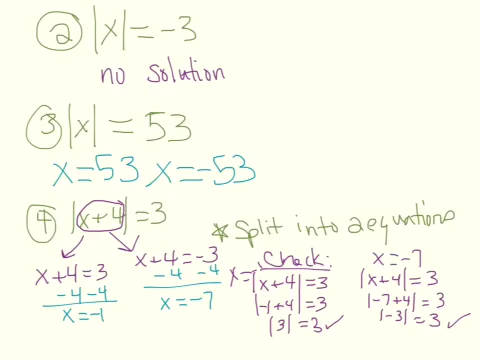 ② |x| = -3
no solution
③ |x| = 53
x=53 x=-53
④ |x+4| = 3
* Split into 2 equations
x+4=3
-4 -4
x=-1
x+4=-3
-4 -4
x=-7
Check:
x=-1
|x+4|=3
|-1+4|=3
|3|=3 ✓
x=-7
|x+4|=3
|-7+4|=3
|-3|=3 ✓